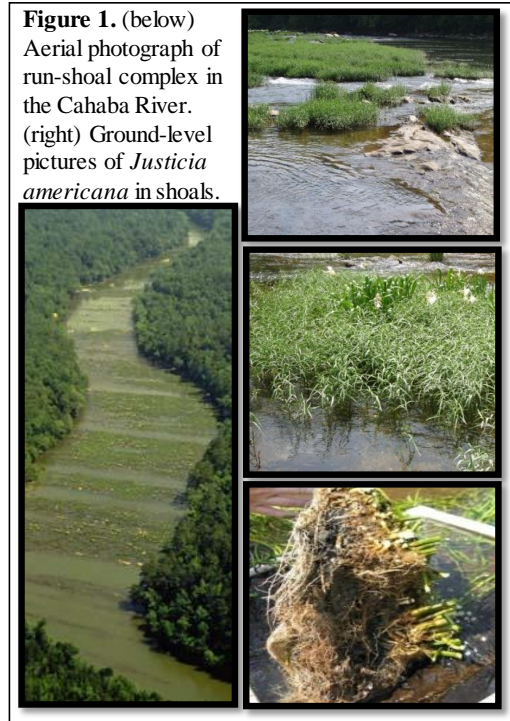 Figure 1. (below)
Aerial photograph of
run-shoal complex in
the Cahaba River.
(right) Ground-level
pictures of Justicia
americana in shoals.